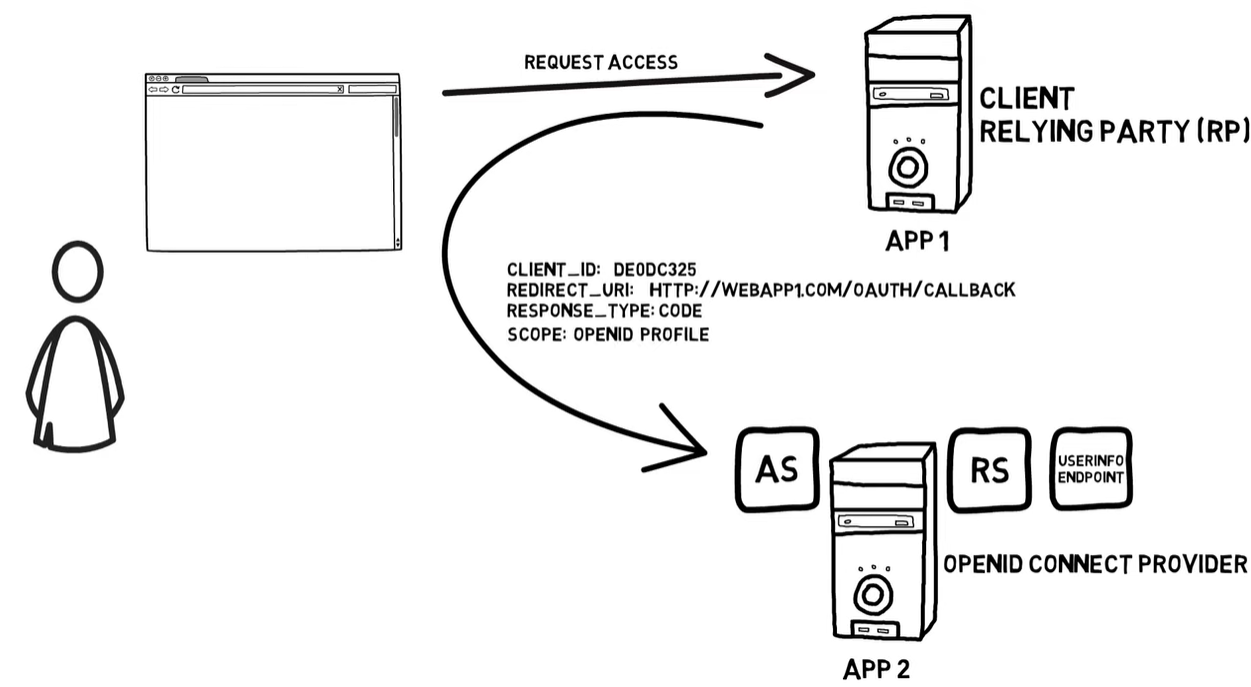 REQUEST ACCESS
CLIENT
RELYING PARTY (RP)
APP 1
CLIENT_ID: DE0DC325
REDIRECT_URI: HTTP://WEBAPP1.COM/OAUTH/CALLBACK
RESPONSE_TYPE: CODE
SCOPE: OPENID PROFILE
AS
RS
USERINFO
ENDPOINT
OPENID CONNECT PROVIDER
APP 2